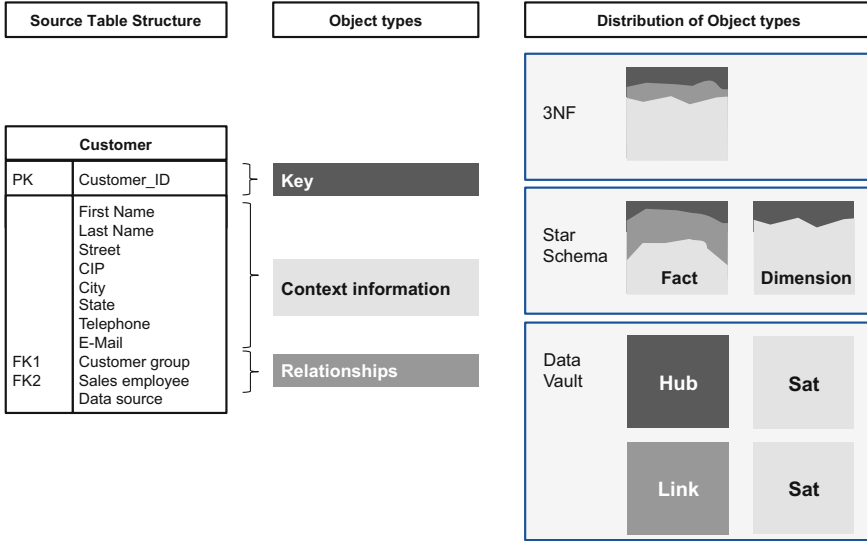 Source Table Structure
Object types
Distribution of Object types
Customer
PK Customer_ID
First Name
Last Name
Street
CIP
City
State
Telephone
E-Mail
FK1 Customer group
FK2 Sales employee
Data source
Key
Context information
Relationships
3NF
Star
Schema
Fact
Dimension
Data
Vault
Hub
Sat
Link
Sat